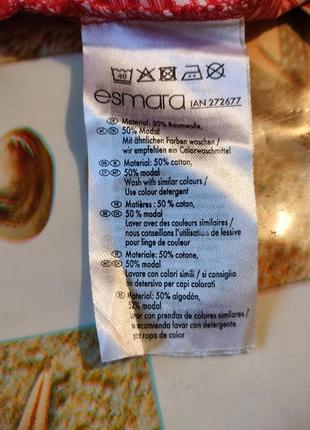 40
esmara IAN 272677
Material: 50% Baumwolle,
50% Modal
Mit ähnlichen Farben waschen /
wir empfehlen ein Colorwaschmittel
Material: 50% cotton,
50% modal
Wash with similar colours /
Use colour detergent
Matières : 50 % coton,
50 % modal
Laver avec des couleurs similaires /
nous conseillons l'utilisation de lessive
pour linge de couleur
Materiale: 50% cotone,
50% modal
Lavare con colori simili / si consiglia
un detersivo per capi colorati
Material: 50% algodón,
50% modal
Lavar con prendas de colores similares /
se recomienda lavar con detergente
para ropa de color